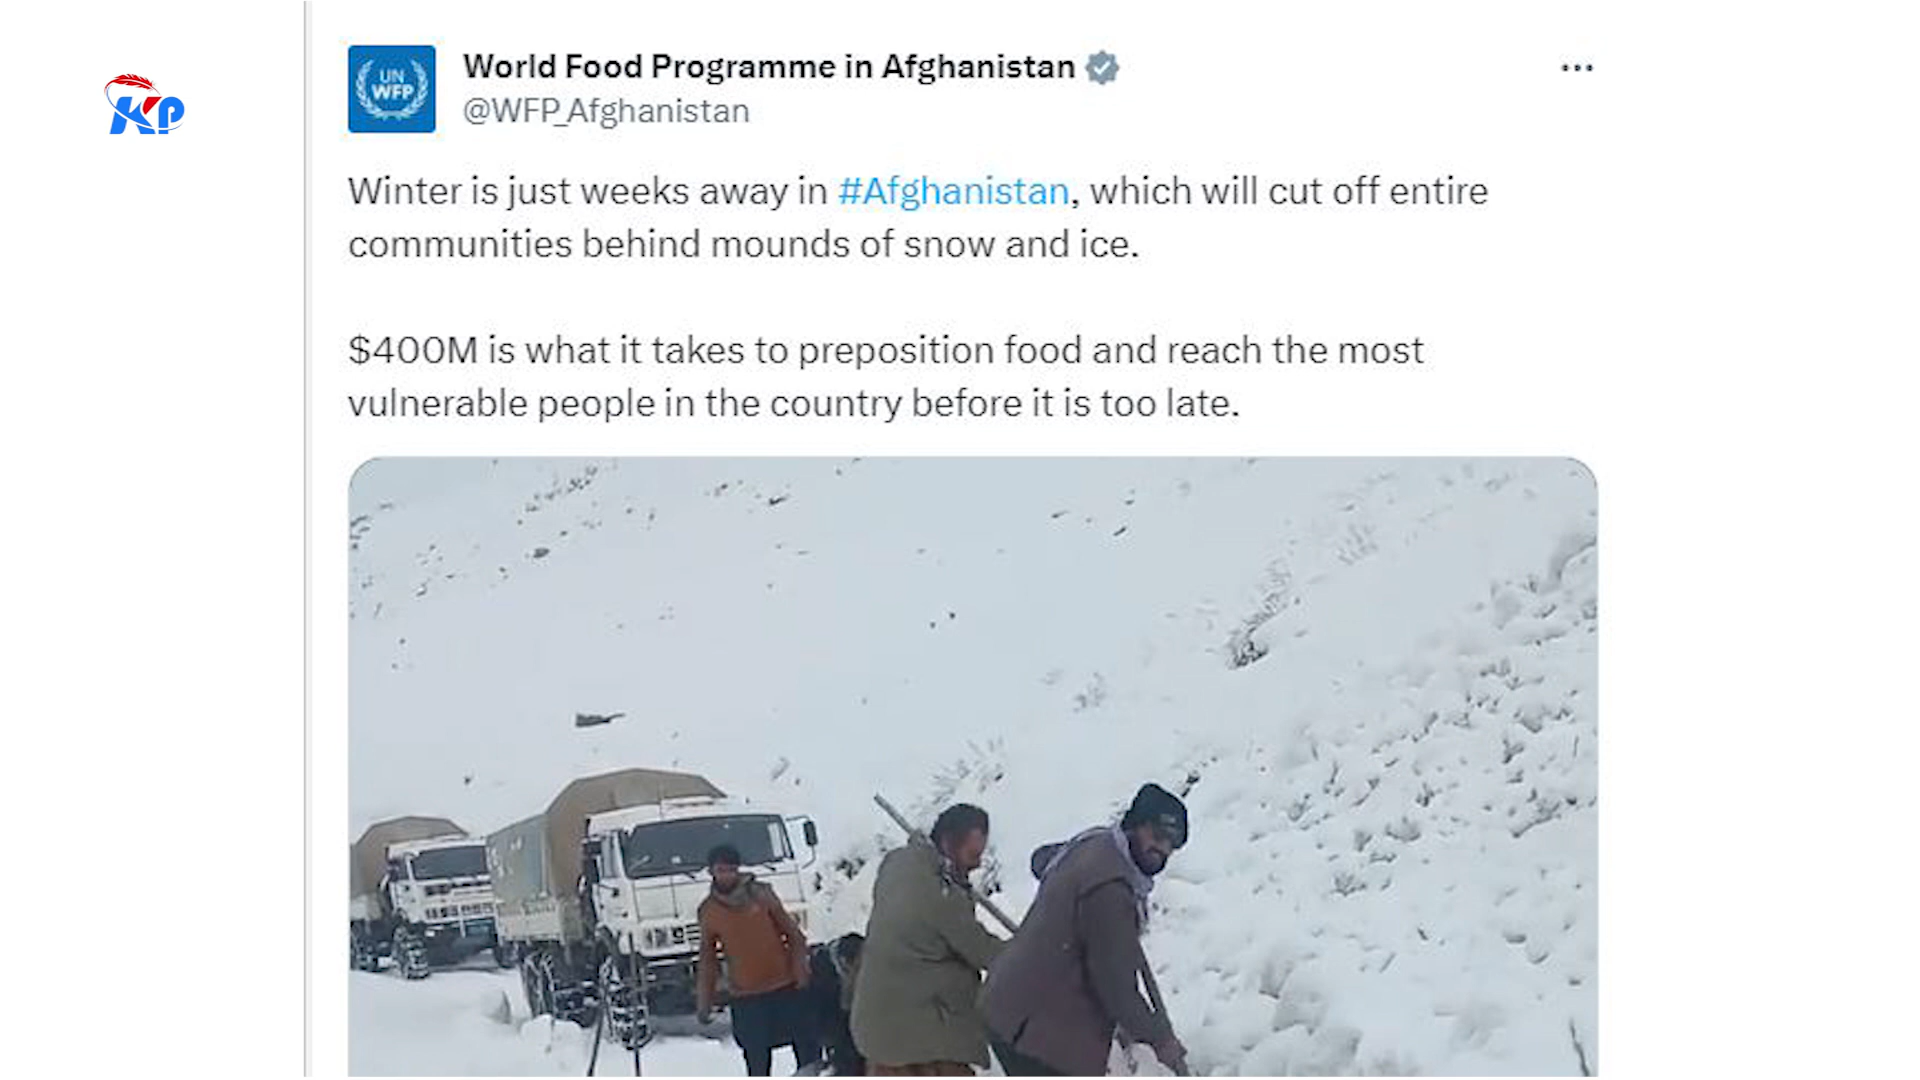 KP
UN
WFP
World Food Programme in Afghanistan
@WFP_Afghanistan
Winter is just weeks away in #Afghanistan, which will cut off entire
communities behind mounds of snow and ice.
$400M is what it takes to preposition food and reach the most
vulnerable people in the country before it is too late.